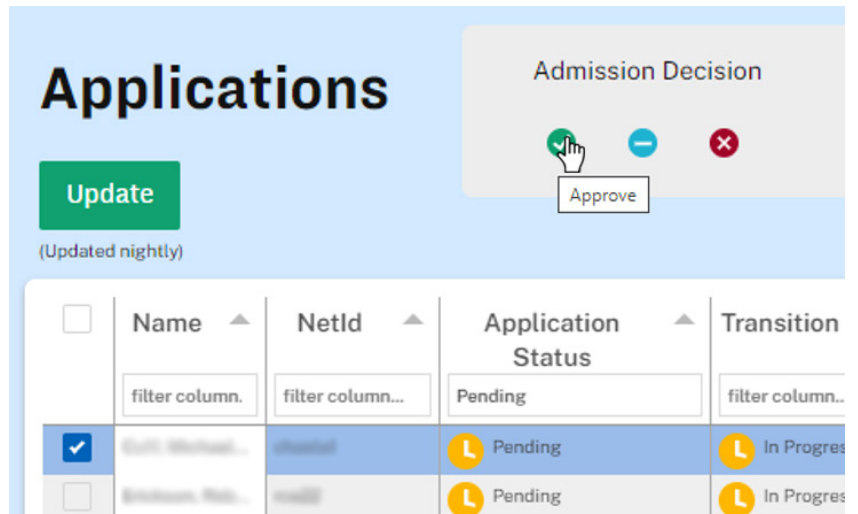 Applications
Admission Decision
Approve
Update
(Updated nightly)
Name
NetId
Application
Status
Transition
filter column.
filter column...
Pending
filter column..
Pending
In Progres
Pending
In Progres